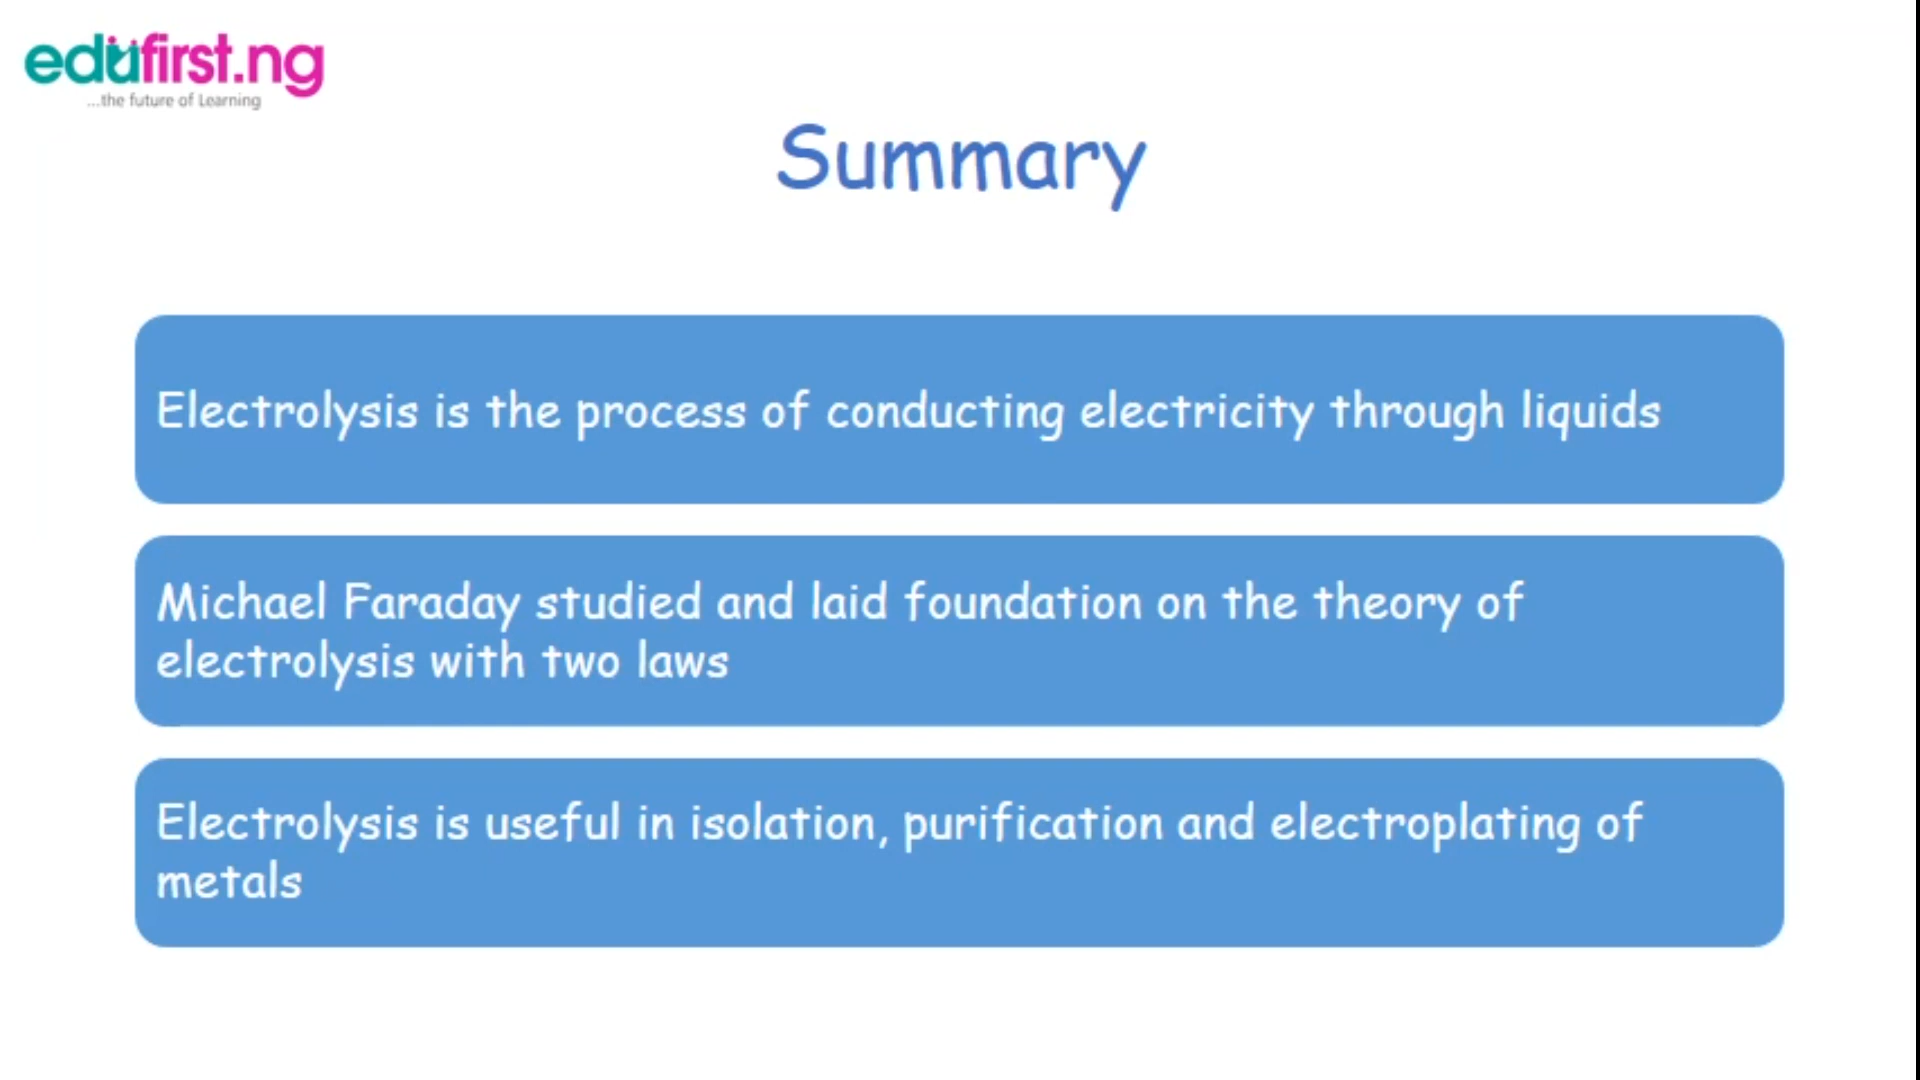 edufirst.ng
...the future of Learning
Summary
Electrolysis is the process of conducting electricity through liquids
Michael Faraday studied and laid foundation on the theory of
electrolysis with two laws
Electrolysis is useful in isolation, purification and electroplating of
metals